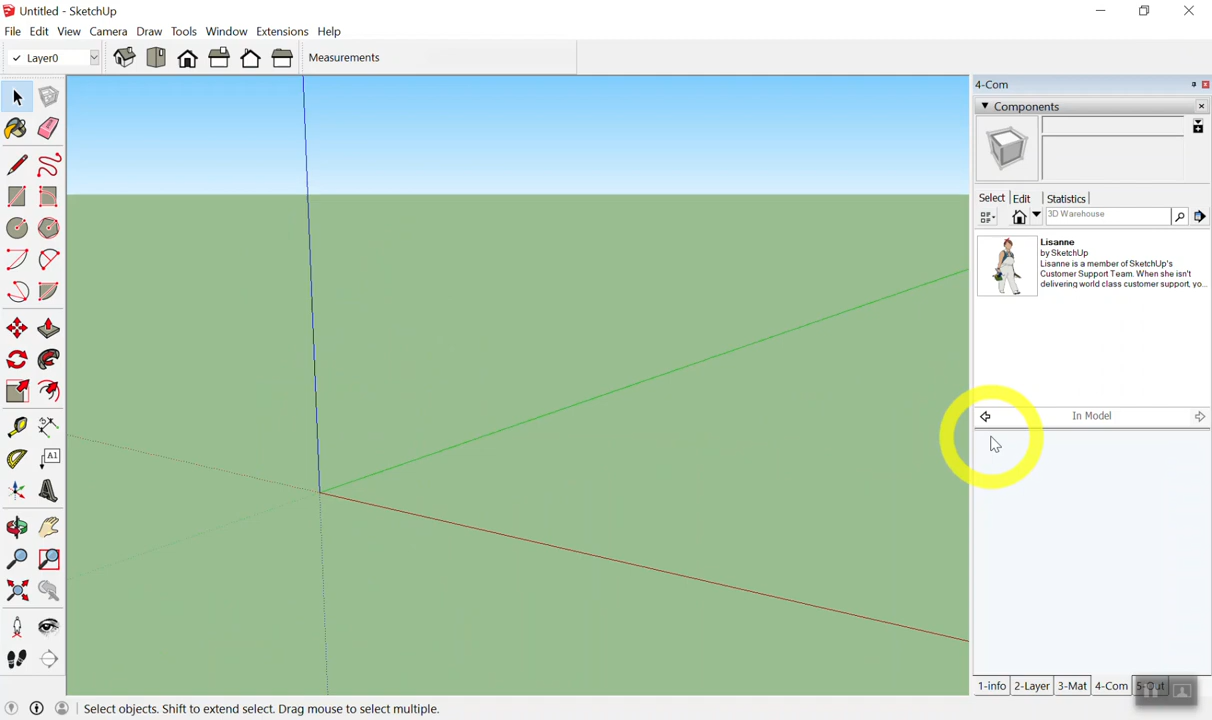 Untitled - SketchUp
File Edit View Camera Draw Tools Window Extensions Help
Layer0
Measurements
4-Com
Components
Select Edit Statistics
3D Warehouse
Lisanne
by SketchUp
Lisanne is a member of SketchUp's
Customer Support Team. When she isn't
delivering world class customer support, yo...
In Model
A1
1-info 2-Layer 3-Mat 4-Com 5-Out
Select objects. Shift to extend select. Drag mouse to select multiple.